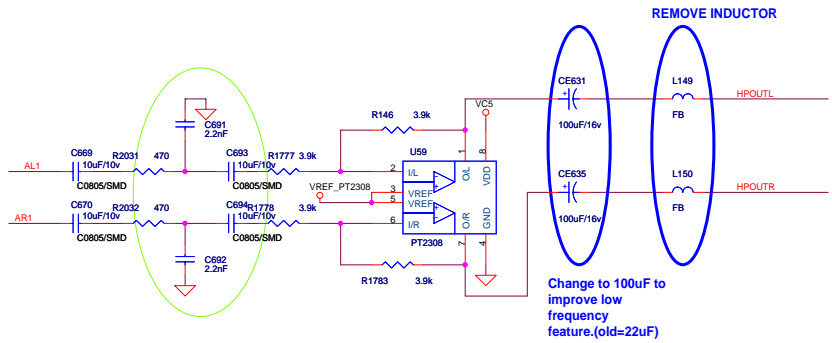 REMOVE INDUCTOR
CE631
L149
HPOUTL
VC5
100uF/16v
FB
R146
3.9k
C691
2.2nF
U59
C669
R2031
C693
R1777
3.9k
10uF/10v
470
10uF/10v
AL1
C0805/SMD
C0805/SMD
1
8
2
I/L
O/L
VDD
VREF_PT2308
3
VREF
5
VREF
CE635
L150
HPOUTR
C670
R2032
C694
R1778
3.9k
10uF/10v
470
10uF/10v
AR1
C0805/SMD
C0805/SMD
6
I/R
O/R
GND
7
4
100uF/16v
FB
PT2308
C692
2.2nF
R1783
3.9k
Change to 100uF to
improve low
frequency
feature.(old=22uF)